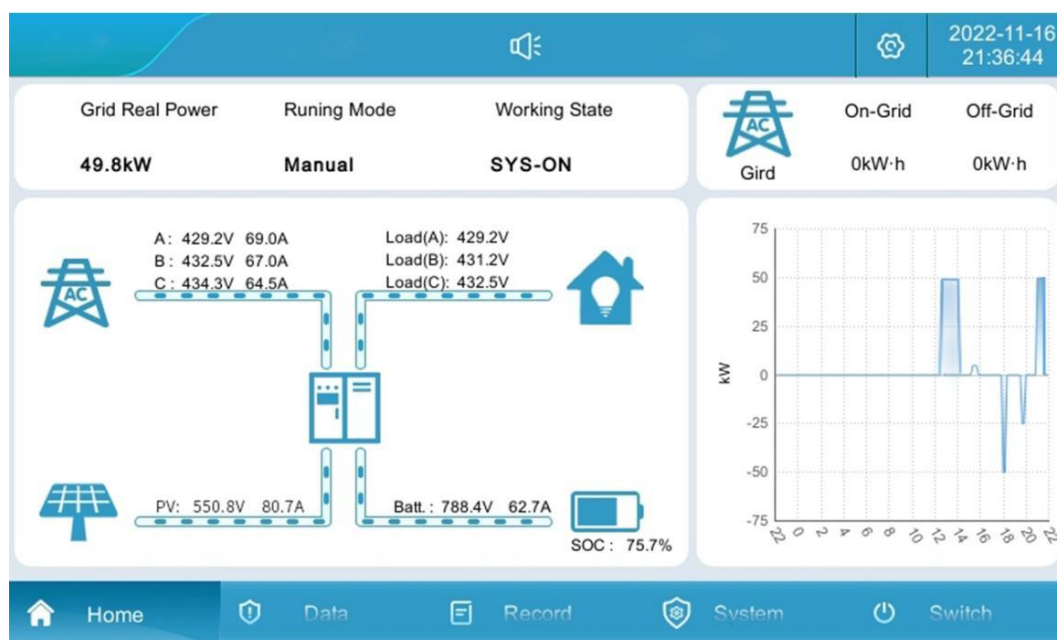 2022-11-16
21:36:44
Grid Real Power Runing Mode Working State
49.8kW Manual SYS-ON
AC
Gird
On-Grid Off-Grid
0kW·h 0kW·h
A: 429.2V 69.0A
B: 432.5V 67.0A
C: 434.3V 64.5A
Load(A): 429.2V
Load(B): 431.2V
Load(C): 432.5V
AC
PV: 550.8V 80.7A
Batt.: 788.4V 62.7A
SOC: 75.7%
75
50
25
0
-25
-50
-75
kW
22 0 2 4 6 8 10 12 14 16 18 20 22
Home Data Record System Switch